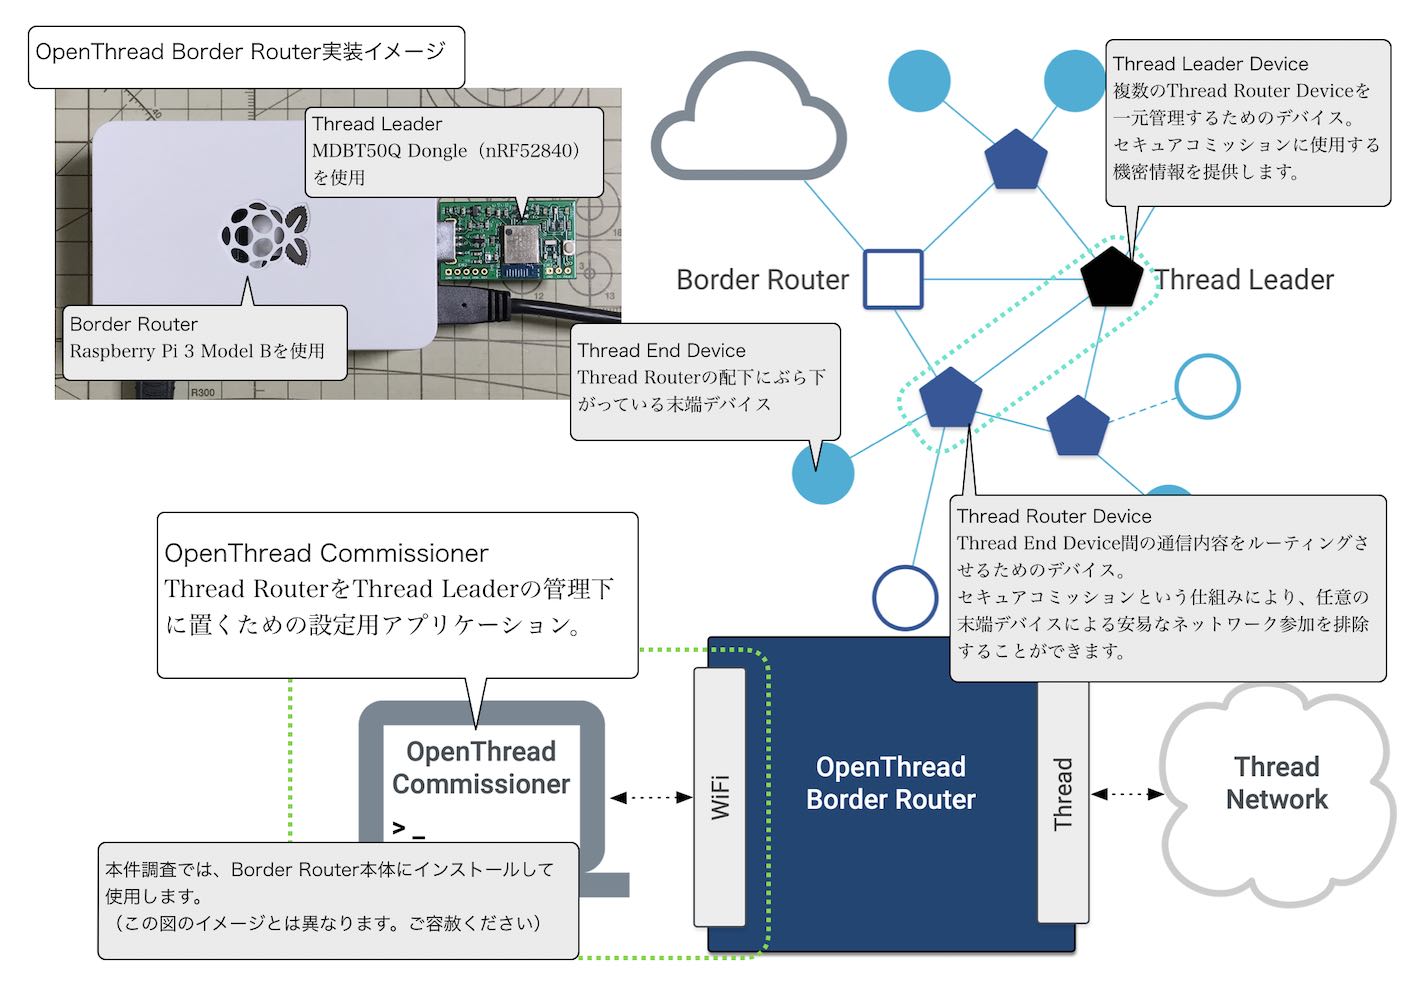 OpenThread Border Router実装イメージ
Thread Leader
MDBT50Q Dongle（nRF52840）
を使用
Border Router
Raspberry Pi 3 Model Bを使用
R300
40
12
13
Thread Leader Device
複数のThread Router Deviceを
一元管理するためのデバイス。
セキュアコミッションに使用する
機密情報を提供します。
Border Router
Thread Leader
Thread End Device
Thread Routerの配下にぶら下
がっている末端デバイス
Thread Router Device
Thread End Device間の通信内容をルーティングさ
せるためのデバイス。
セキュアコミッションという仕組みにより、任意の
末端デバイスによる安易なネットワーク参加を排除
することができます。
OpenThread Commissioner
Thread RouterをThread Leaderの管理下
に置くための設定用アプリケーション。
OpenThread
Commissioner
>_
本件調査では、Border Router本体にインストールして
使用します。
（この図のイメージとは異なります。ご容赦ください）
WiFi
OpenThread
Border Router
Thread
Thread
Network